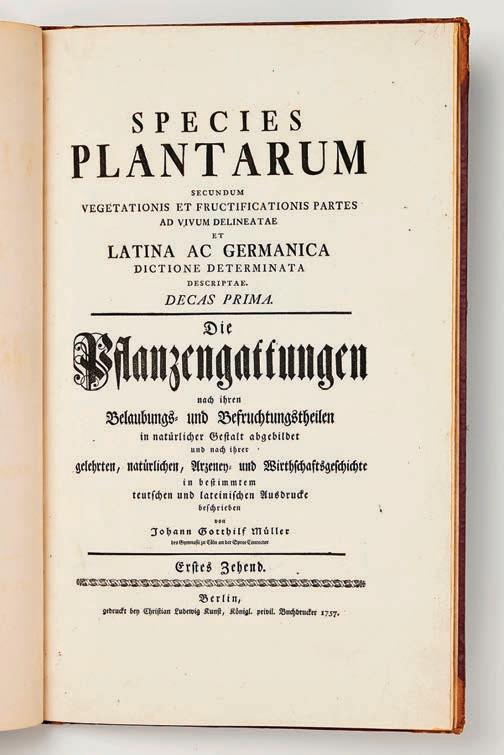 SPECIES
PLANTARUM
SECUNDUM
VEGETATIONIS ET FRUCTIFICATIONIS PARTES
AD VIVUM DELINEATAE
ET
LATINA AC GERMANICA
DICTIONE DETERMINATA
DESCRIPTAE.
DECAS PRIMA.
Die
Pflanzengattungen
nach ihren
Belaubungs- und Befruchtungstheilen
in natürlicher Gestalt abgebildet
und nach ihrer
gelehrten, natürlichen, Arzeney- und Wirthschaftsgeschichte
in bestimmtem
teutschen und lateinischen Ausdrucke
beschrieben
von
Johann Gotthilf Müller
des Gymnasii zu Cöln an der Spree Conrector
Erstes Zehend.
Berlin,
gedruckt bey Christian Ludewig Kunst, Königl. privil. Buchdrucker 1757.